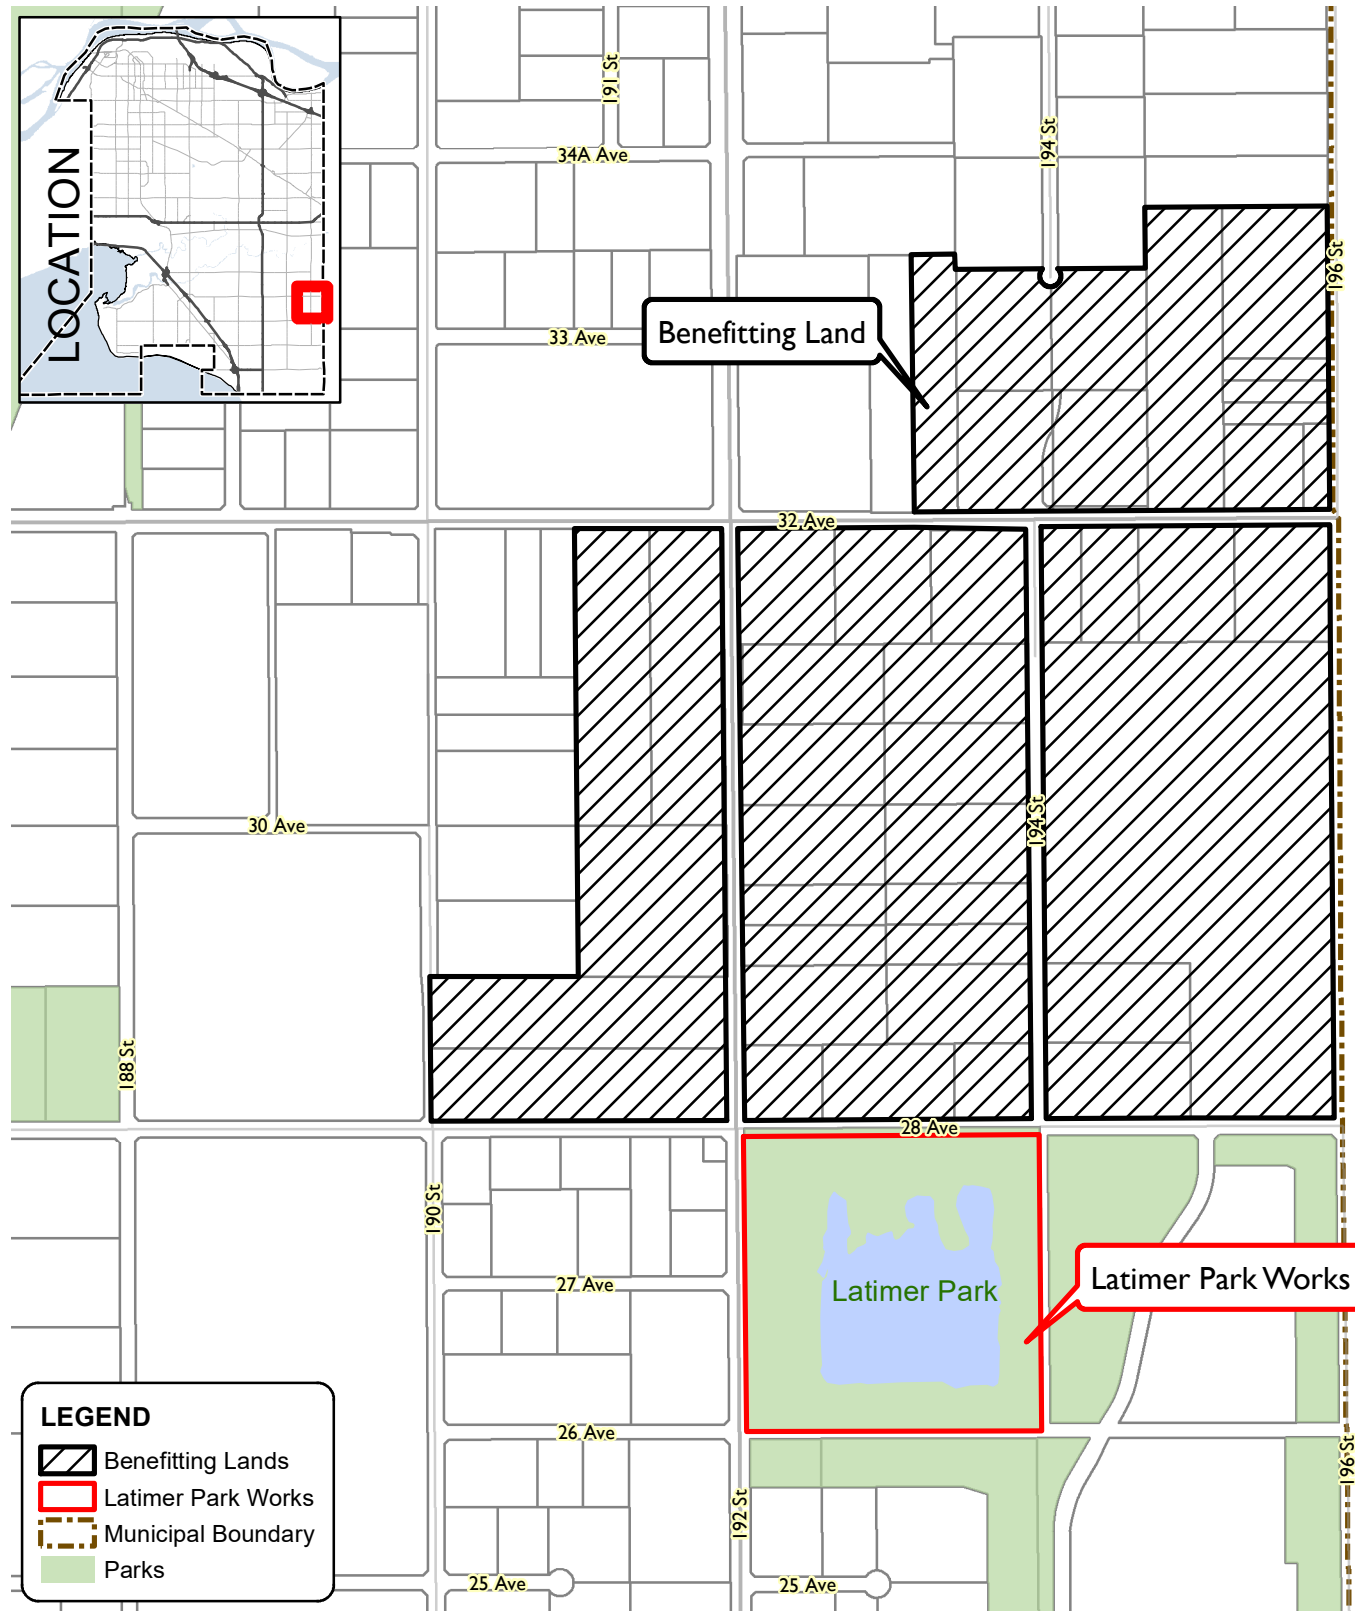 LOCATION
191 St
34A Ave
194 St
196 St
33 Ave
Benefitting Land
32 Ave
30 Ave
194 St
188 St
28 Ave
190 St
27 Ave
Latimer Park
Latimer Park Works
26 Ave
192 St
196 St
25 Ave
25 Ave
LEGEND
Benefitting Lands
Latimer Park Works
Municipal Boundary
Parks